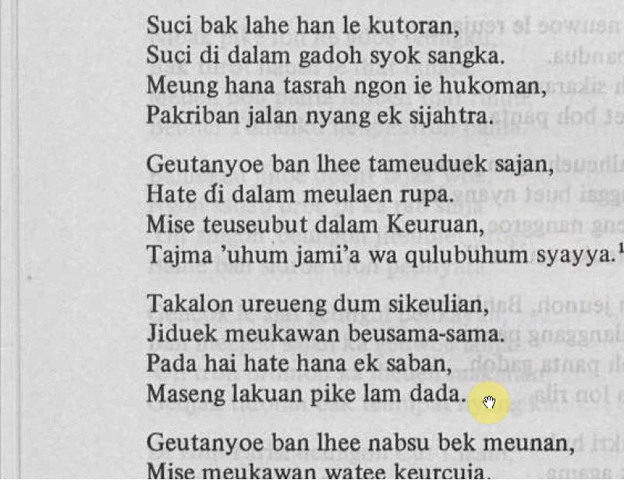 Suci bak lahe han le kutoran,
Suci di dalam gadoh syok sangka.
Meung hana tasrah ngon ie hukoman,
Pakriban jalan nyang ek sijahtra.
Geutanyoe ban lhee tameuduek sajan,
Hate di dalam meulaen rupa.
Mise teuseubut dalam Keuruan,
Tajma 'uhum jami'a wa qulubuhum syayya.¹
Takalon ureueng dum sikeulian,
Jiduek meukawan beusama-sama.
Pada hai hate hana ek saban,
Maseng lakuan pike lam dada.
Geutanyoe ban lhee nabsu bek meunan,
Mise meukawan watee keurcuia.